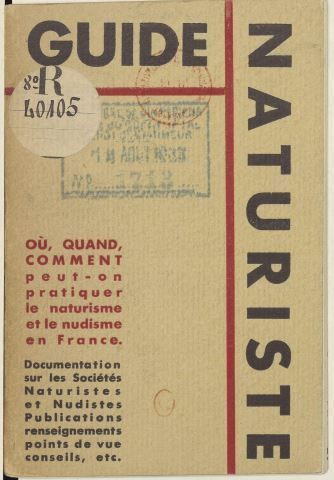 GUIDE
NATURISTE
8º R
40105
OÙ, QUAND,
COMMENT
peut-on
pratiquer
le naturisme
et le nudisme
en France.
Documentation
sur les Sociétés
Naturistes
et Nudistes
Publications
renseignements
points de vue
conseils, etc.